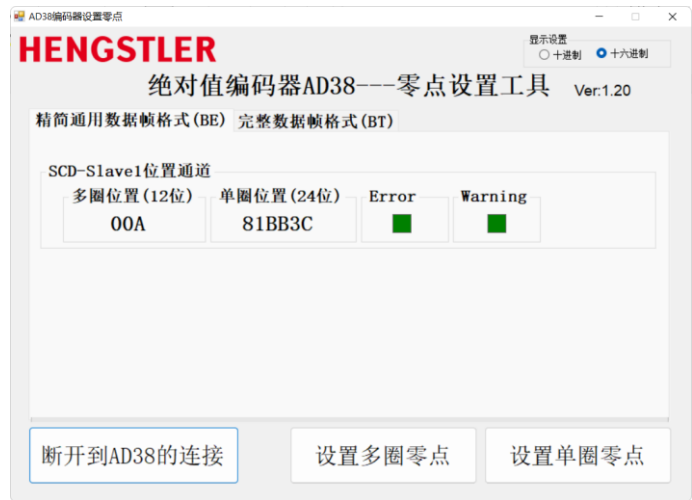 AD38编码器设置零点
HENGSTLER
显示设置
十进制 十六进制
绝对值编码器AD38---零点设置工具 Ver:1.20
精简通用数据帧格式(BE) 完整数据帧格式(BT)
SCD-Slave1位置通道
多圈位置(12位) 单圈位置(24位) Error Warning
00A 81BB3C
断开到AD38的连接 设置多圈零点 设置单圈零点